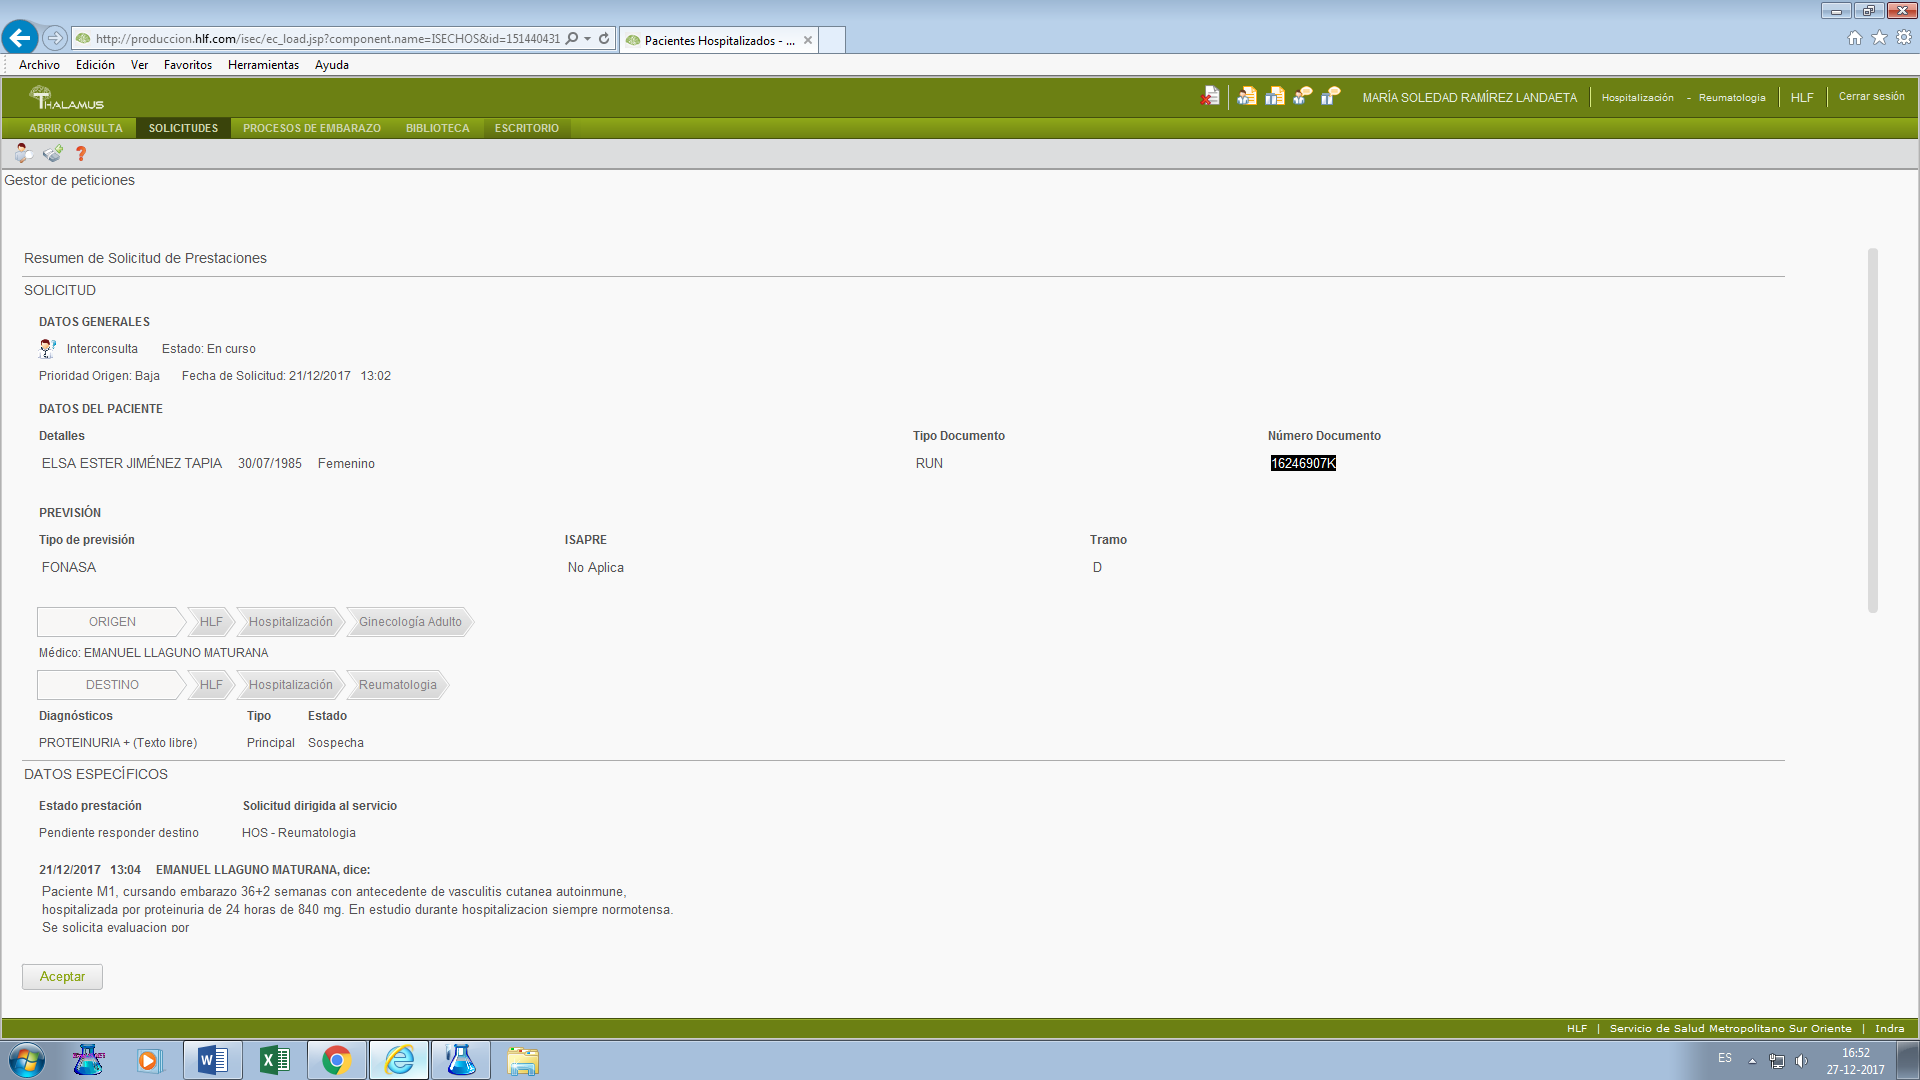 http://produccion.hlf.com/isec/ec_load.jsp?component.name=ISECHOS&id=151440431
Pacientes Hospitalizados - ...
Archivo Edición Ver Favoritos Herramientas Ayuda
THALAMUS
MARÍA SOLEDAD RAMÍREZ LANDAETA Hospitalización - Reumatologia HLF Cerrar sesión
ABRIR CONSULTA SOLICITUDES PROCESOS DE EMBARAZO BIBLIOTECA ESCRITORIO
Gestor de peticiones
Resumen de Solicitud de Prestaciones
SOLICITUD
DATOS GENERALES
Interconsulta Estado: En curso
Prioridad Origen: Baja Fecha de Solicitud: 21/12/2017 13:02
DATOS DEL PACIENTE
Detalles Tipo Documento Número Documento
ELSA ESTER JIMÉNEZ TAPIA 30/07/1985 Femenino RUN 16246907K
PREVISIÓN
Tipo de previsión ISAPRE Tramo
FONASA No Aplica D
ORIGEN HLF Hospitalización Ginecología Adulto
Médico: EMANUEL LLAGUNO MATURANA
DESTINO HLF Hospitalización Reumatologia
Diagnósticos Tipo Estado
PROTEINURIA + (Texto libre) Principal Sospecha
DATOS ESPECÍFICOS
Estado prestación Solicitud dirigida al servicio
Pendiente responder destino HOS - Reumatologia
21/12/2017 13:04 EMANUEL LLAGUNO MATURANA, dice:
Paciente M1, cursando embarazo 36+2 semanas con antecedente de vasculitis cutanea autoinmune,
hospitalizada por proteinuria de 24 horas de 840 mg. En estudio durante hospitalizacion siempre normotensa.
Se solicita evaluacion por
Aceptar
HLF | Servicio de Salud Metropolitano Sur Oriente | Indra
ES 16:52
27-12-2017